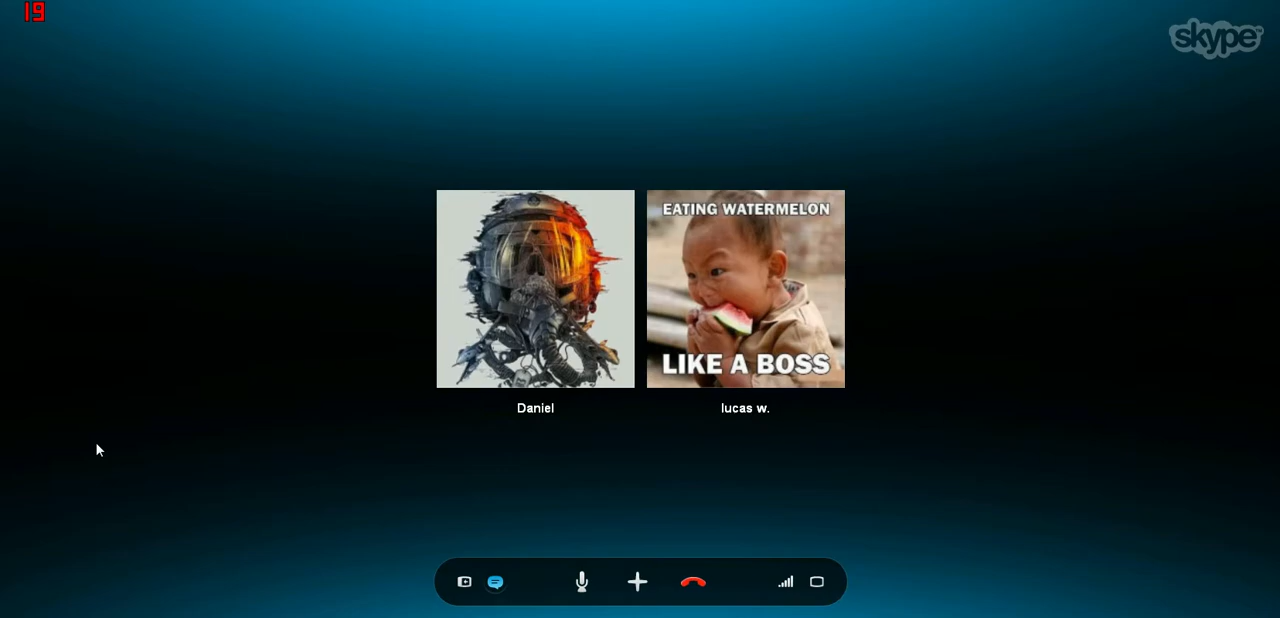 19
skype
EATING WATERMELON
LIKE A BOSS
Daniel
lucas w.